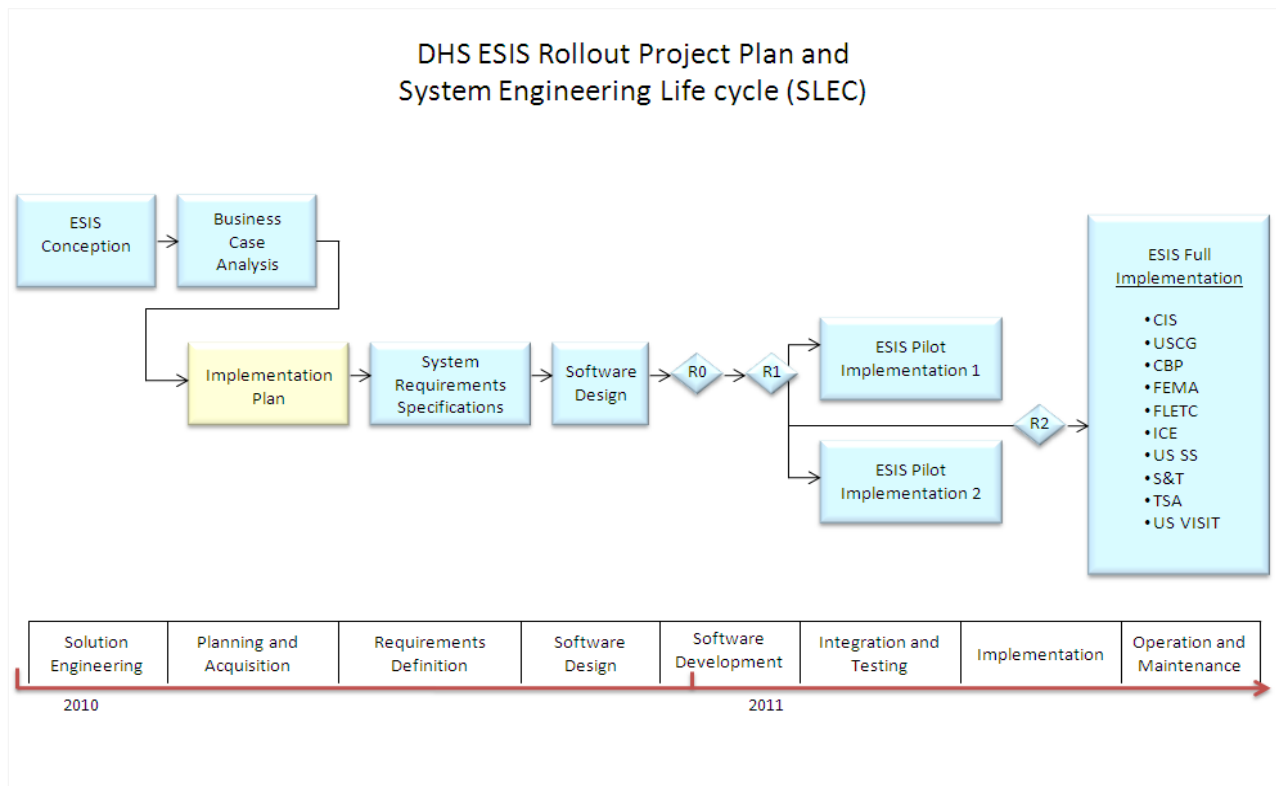 DHS ESIS Rollout Project Plan and
System Engineering Life cycle (SLEC)
ESIS
Conception
Business
Case
Analysis
Implementation
Plan
System
Requirements
Specifications
Software
Design
R0
R1
ESIS Pilot
Implementation 1
ESIS Pilot
Implementation 2
R2
ESIS Full
Implementation
• CIS
• USCG
• CBP
• FEMA
• FLETC
• ICE
• US SS
• S&T
• TSA
• US VISIT
Solution
Engineering
Planning and
Acquisition
Requirements
Definition
Software
Design
Software
Development
Integration and
Testing
Implementation
Operation and
Maintenance
2010
2011